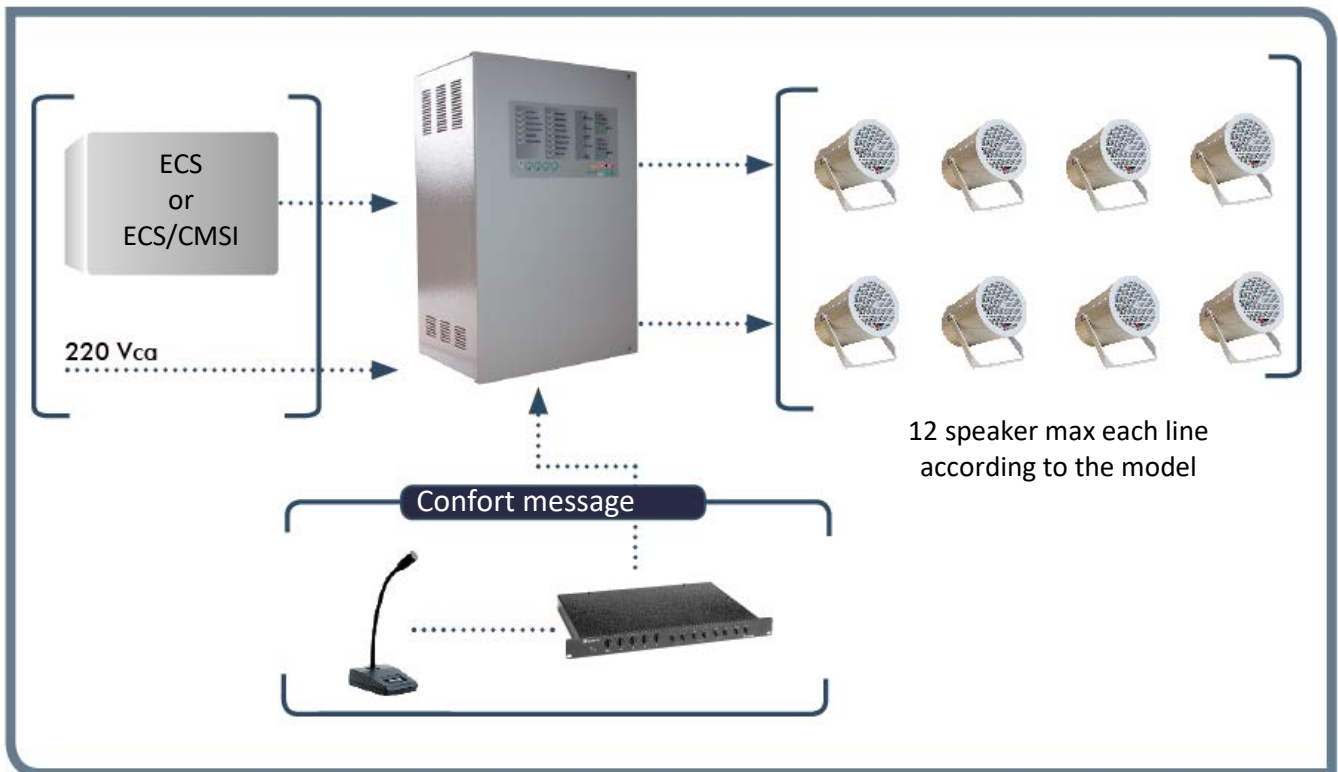 ECS
or
ECS/CMSI
220 Vca
12 speaker max each line
according to the model
Confort message